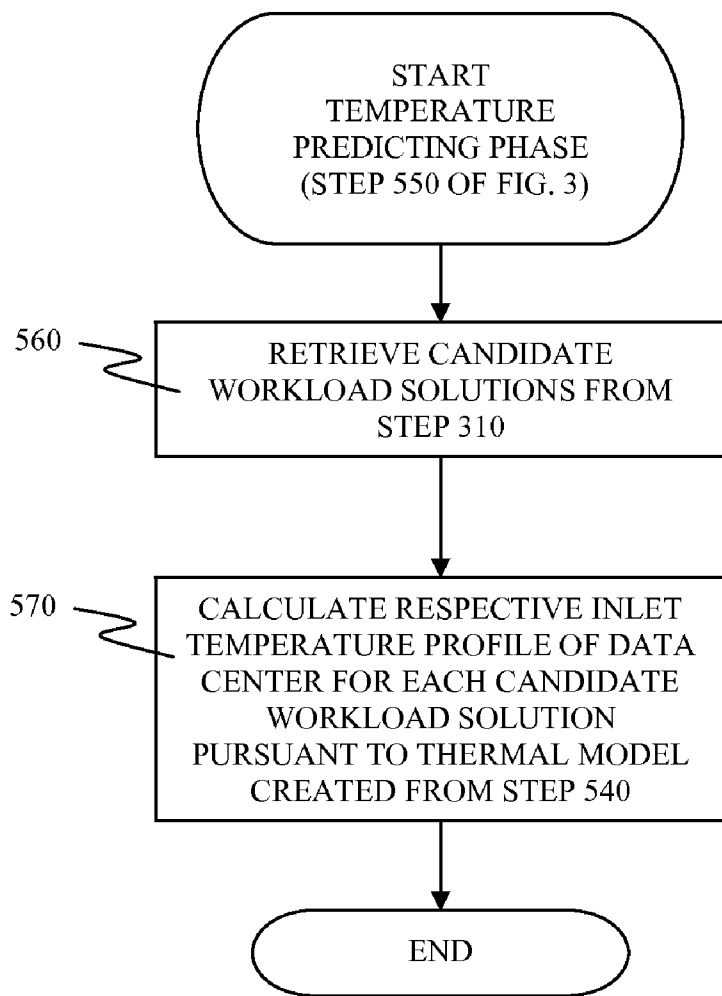 START
TEMPERATURE
PREDICTING PHASE
(STEP 550 OF FIG. 3)
560
RETRIEVE CANDIDATE
WORKLOAD SOLUTIONS FROM
STEP 310
570
CALCULATE RESPECTIVE INLET
TEMPERATURE PROFILE OF DATA
CENTER FOR EACH CANDIDATE
WORKLOAD SOLUTION
PURSUANT TO THERMAL MODEL
CREATED FROM STEP 540
END